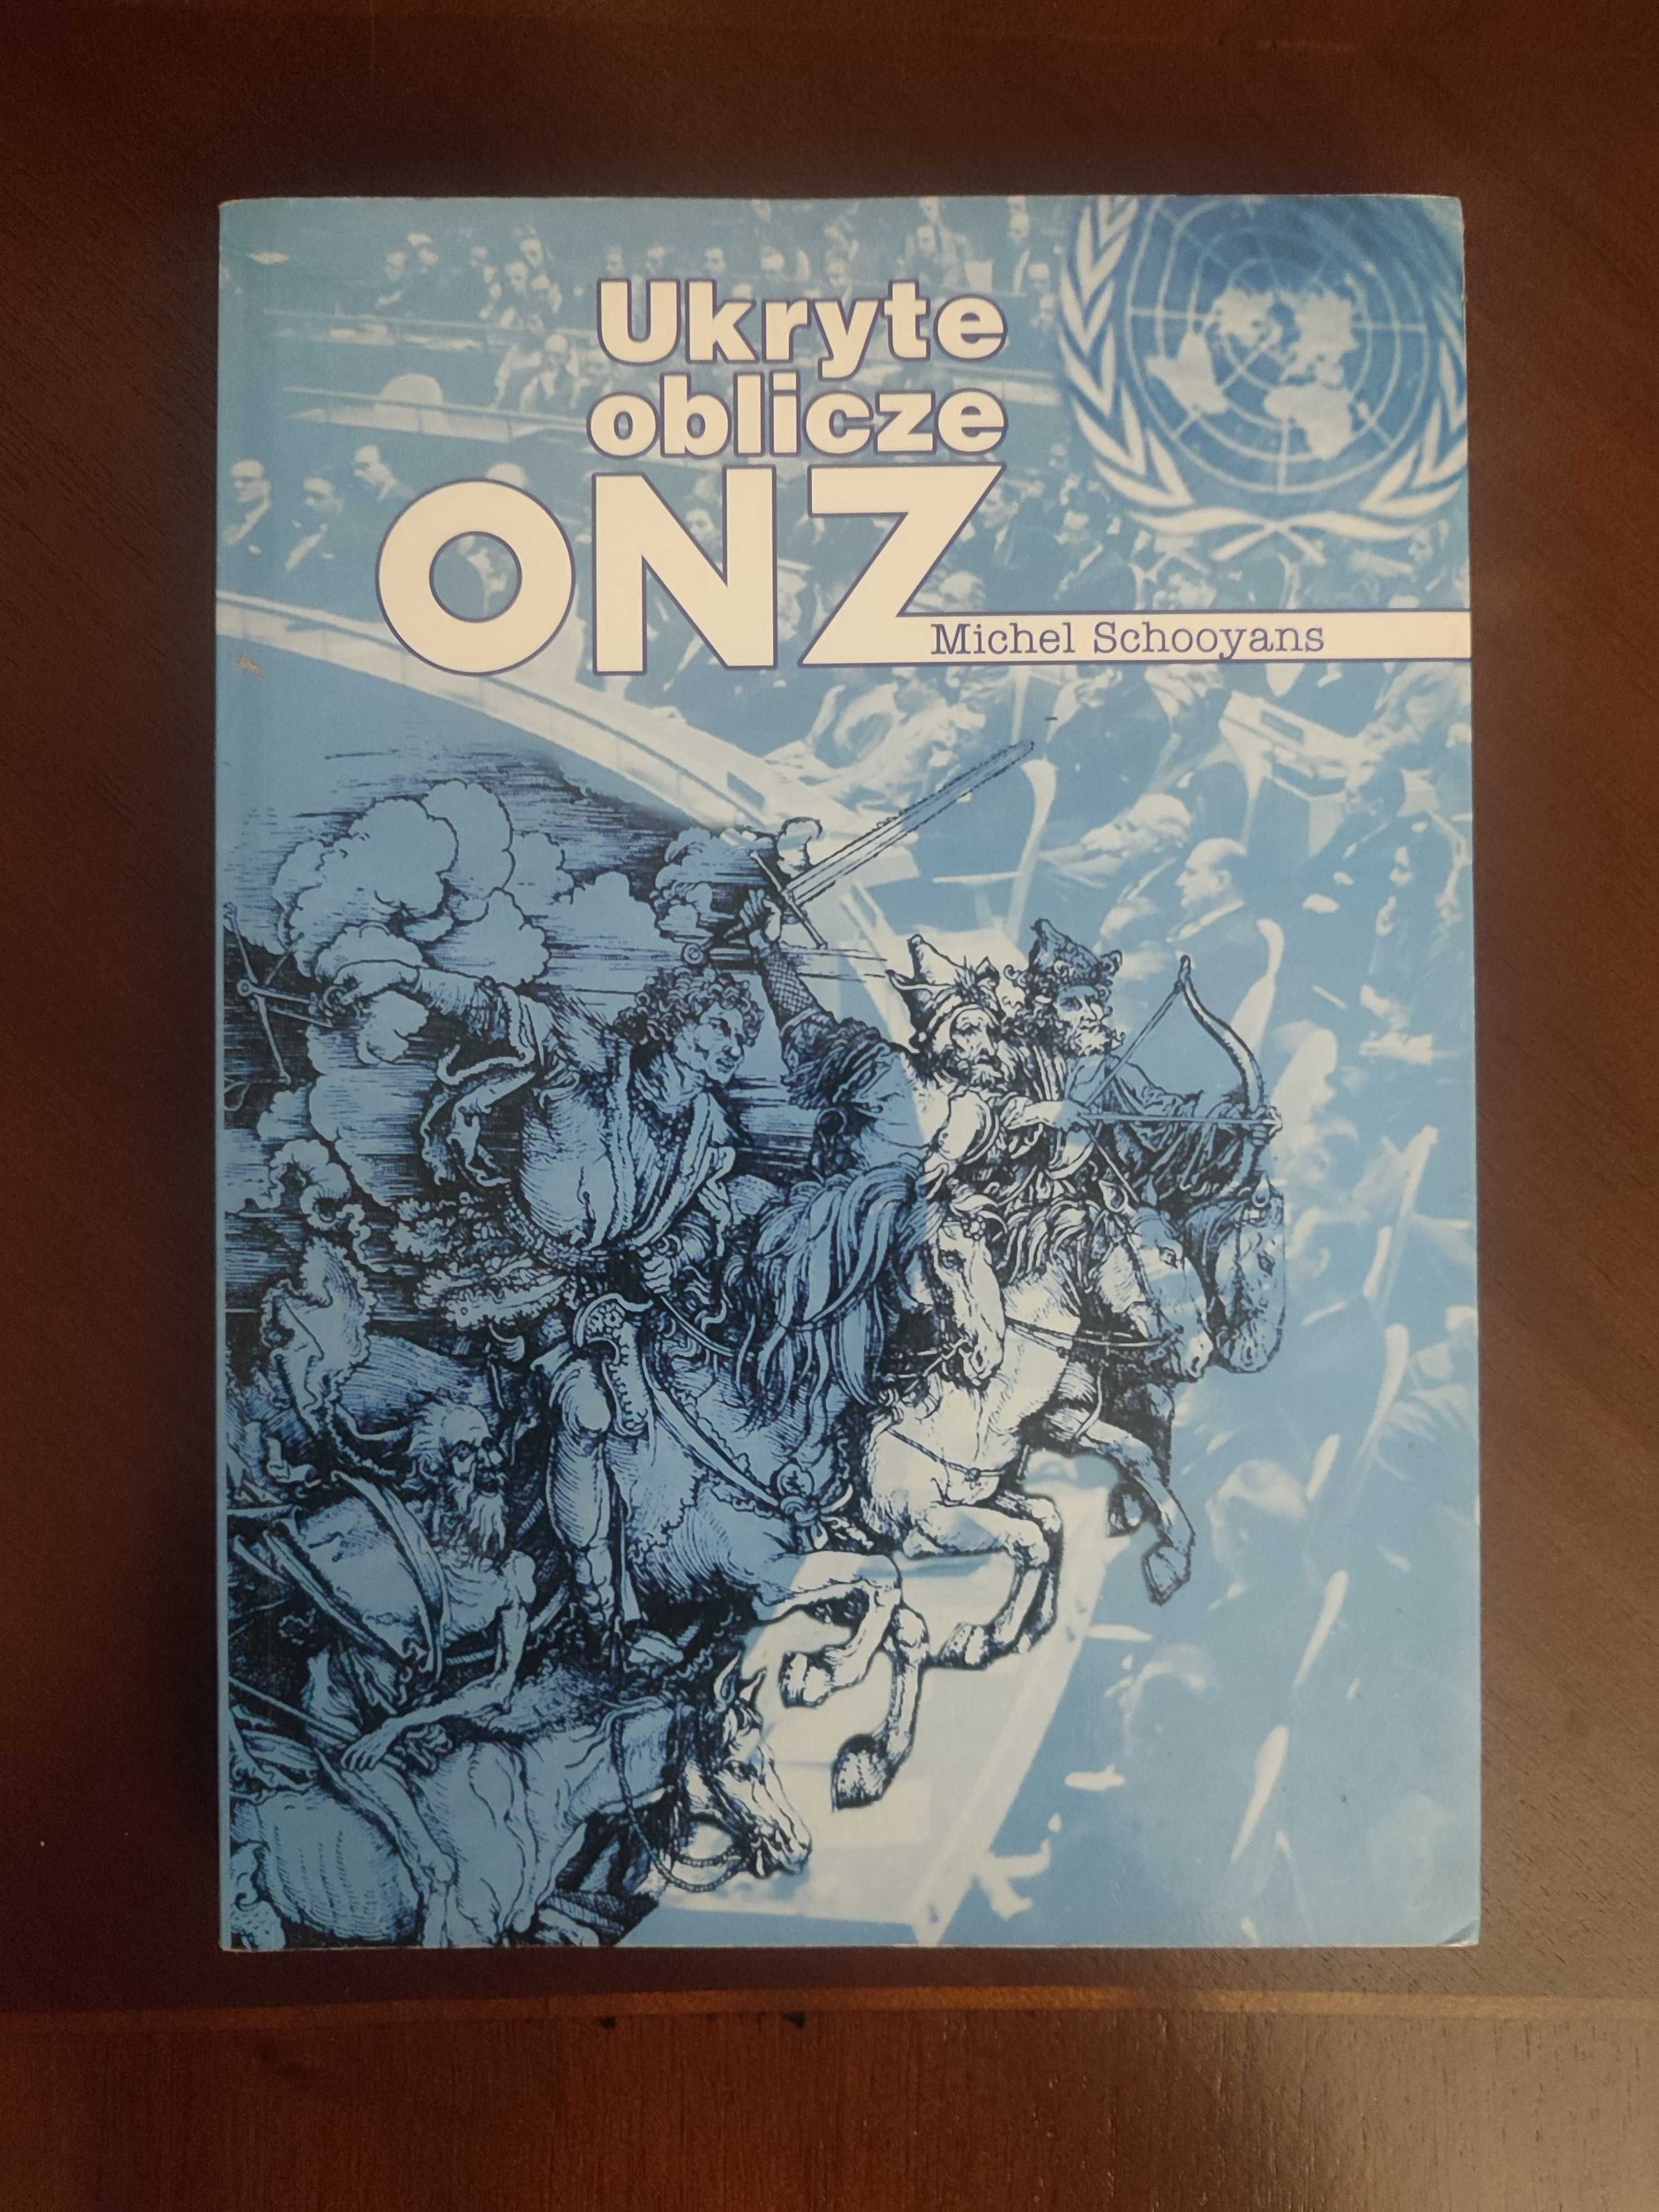 Ukryte
oblicze
ONZ
Michel Schooyans